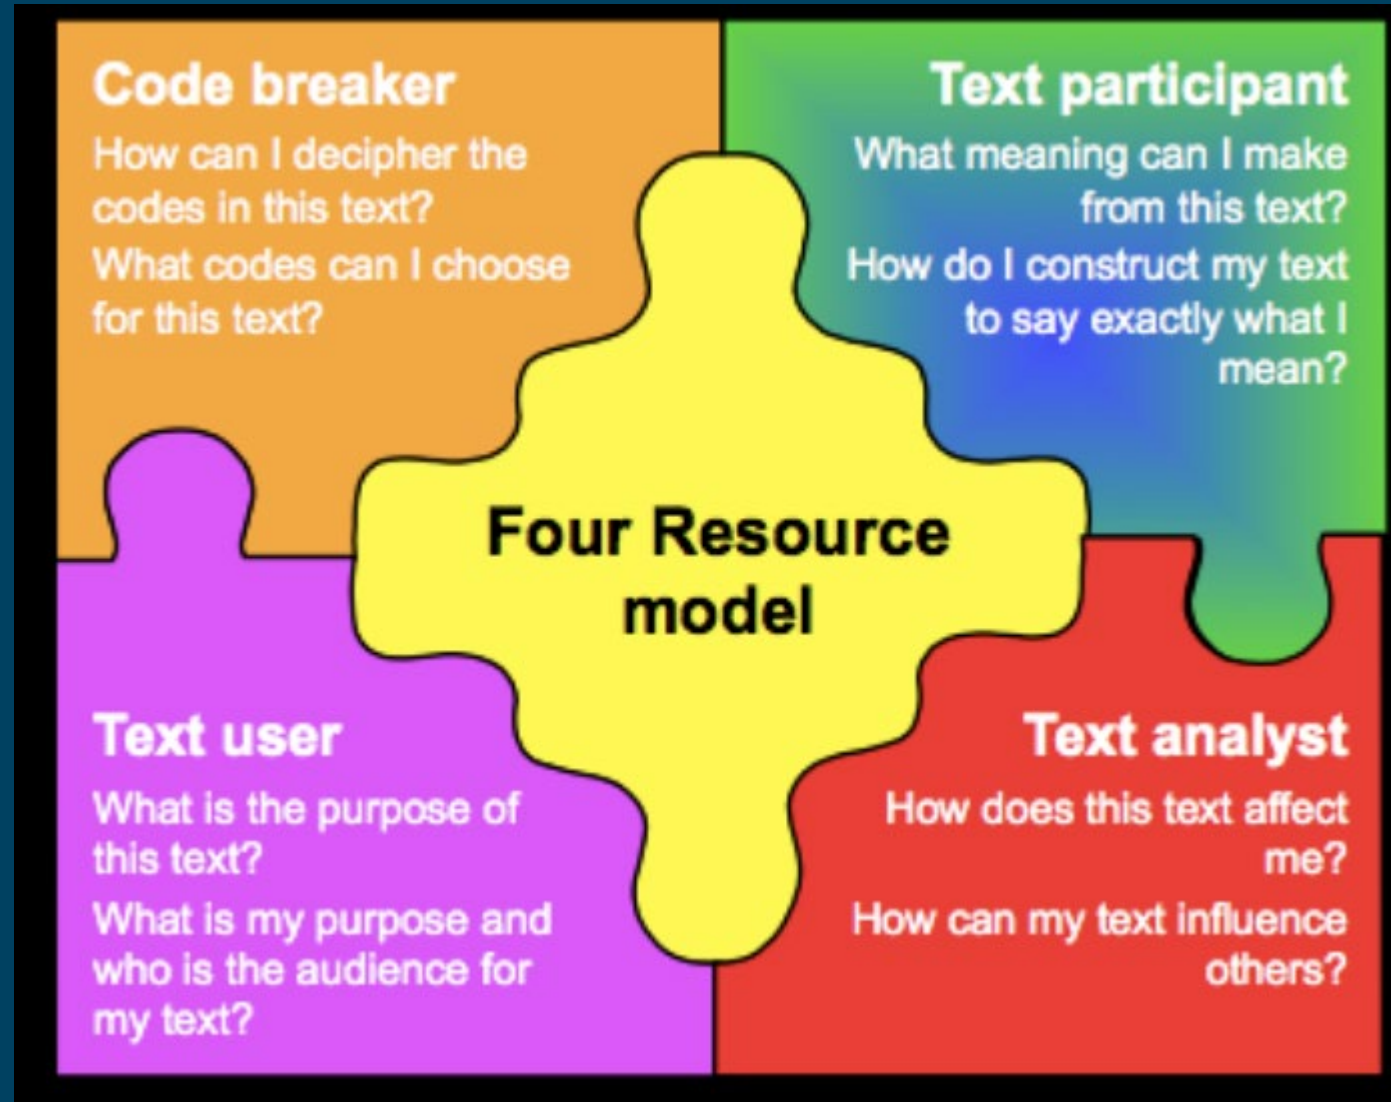 Code breaker
How can I decipher the
codes in this text?
What codes can I choose
for this text?
Text participant
What meaning can I make
from this text?
How do I construct my text
to say exactly what I
mean?
Four Resource
model
Text user
What is the purpose of
this text?
What is my purpose and
who is the audience for
my text?
Text analyst
How does this text affect
me?
How can my text influence
others?